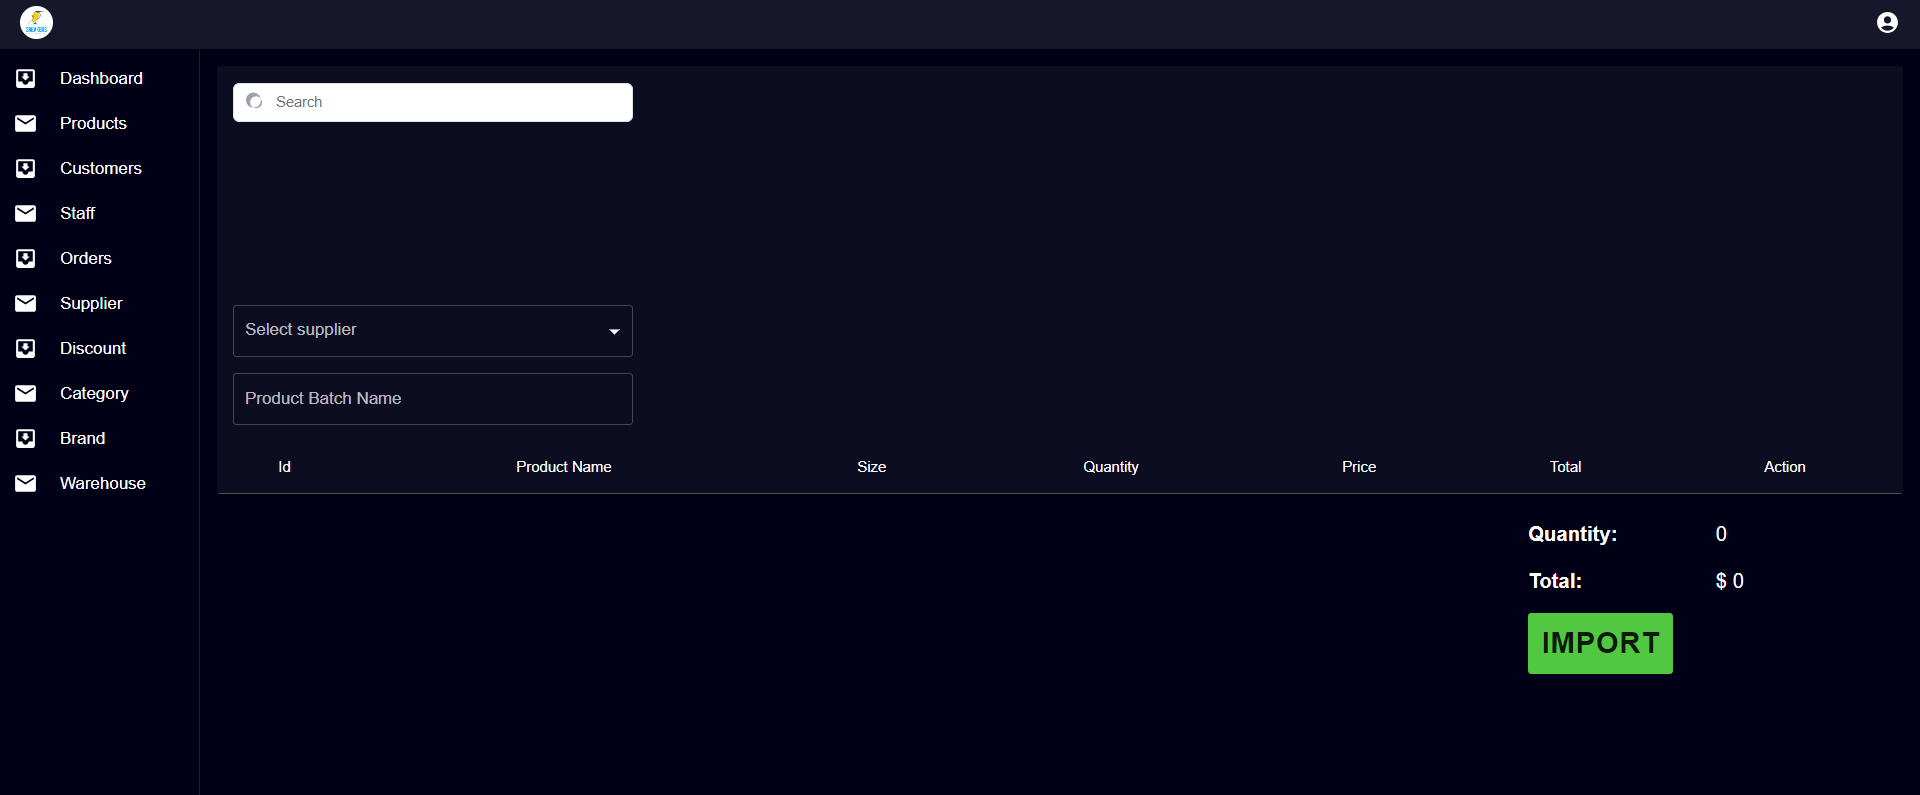 Dashboard
Products
Customers
Staff
Orders
Supplier
Discount
Category
Brand
Warehouse
Search
Select supplier
Product Batch Name
Id Product Name Size Quantity Price Total Action
Quantity: 0
Total: $ 0
IMPORT